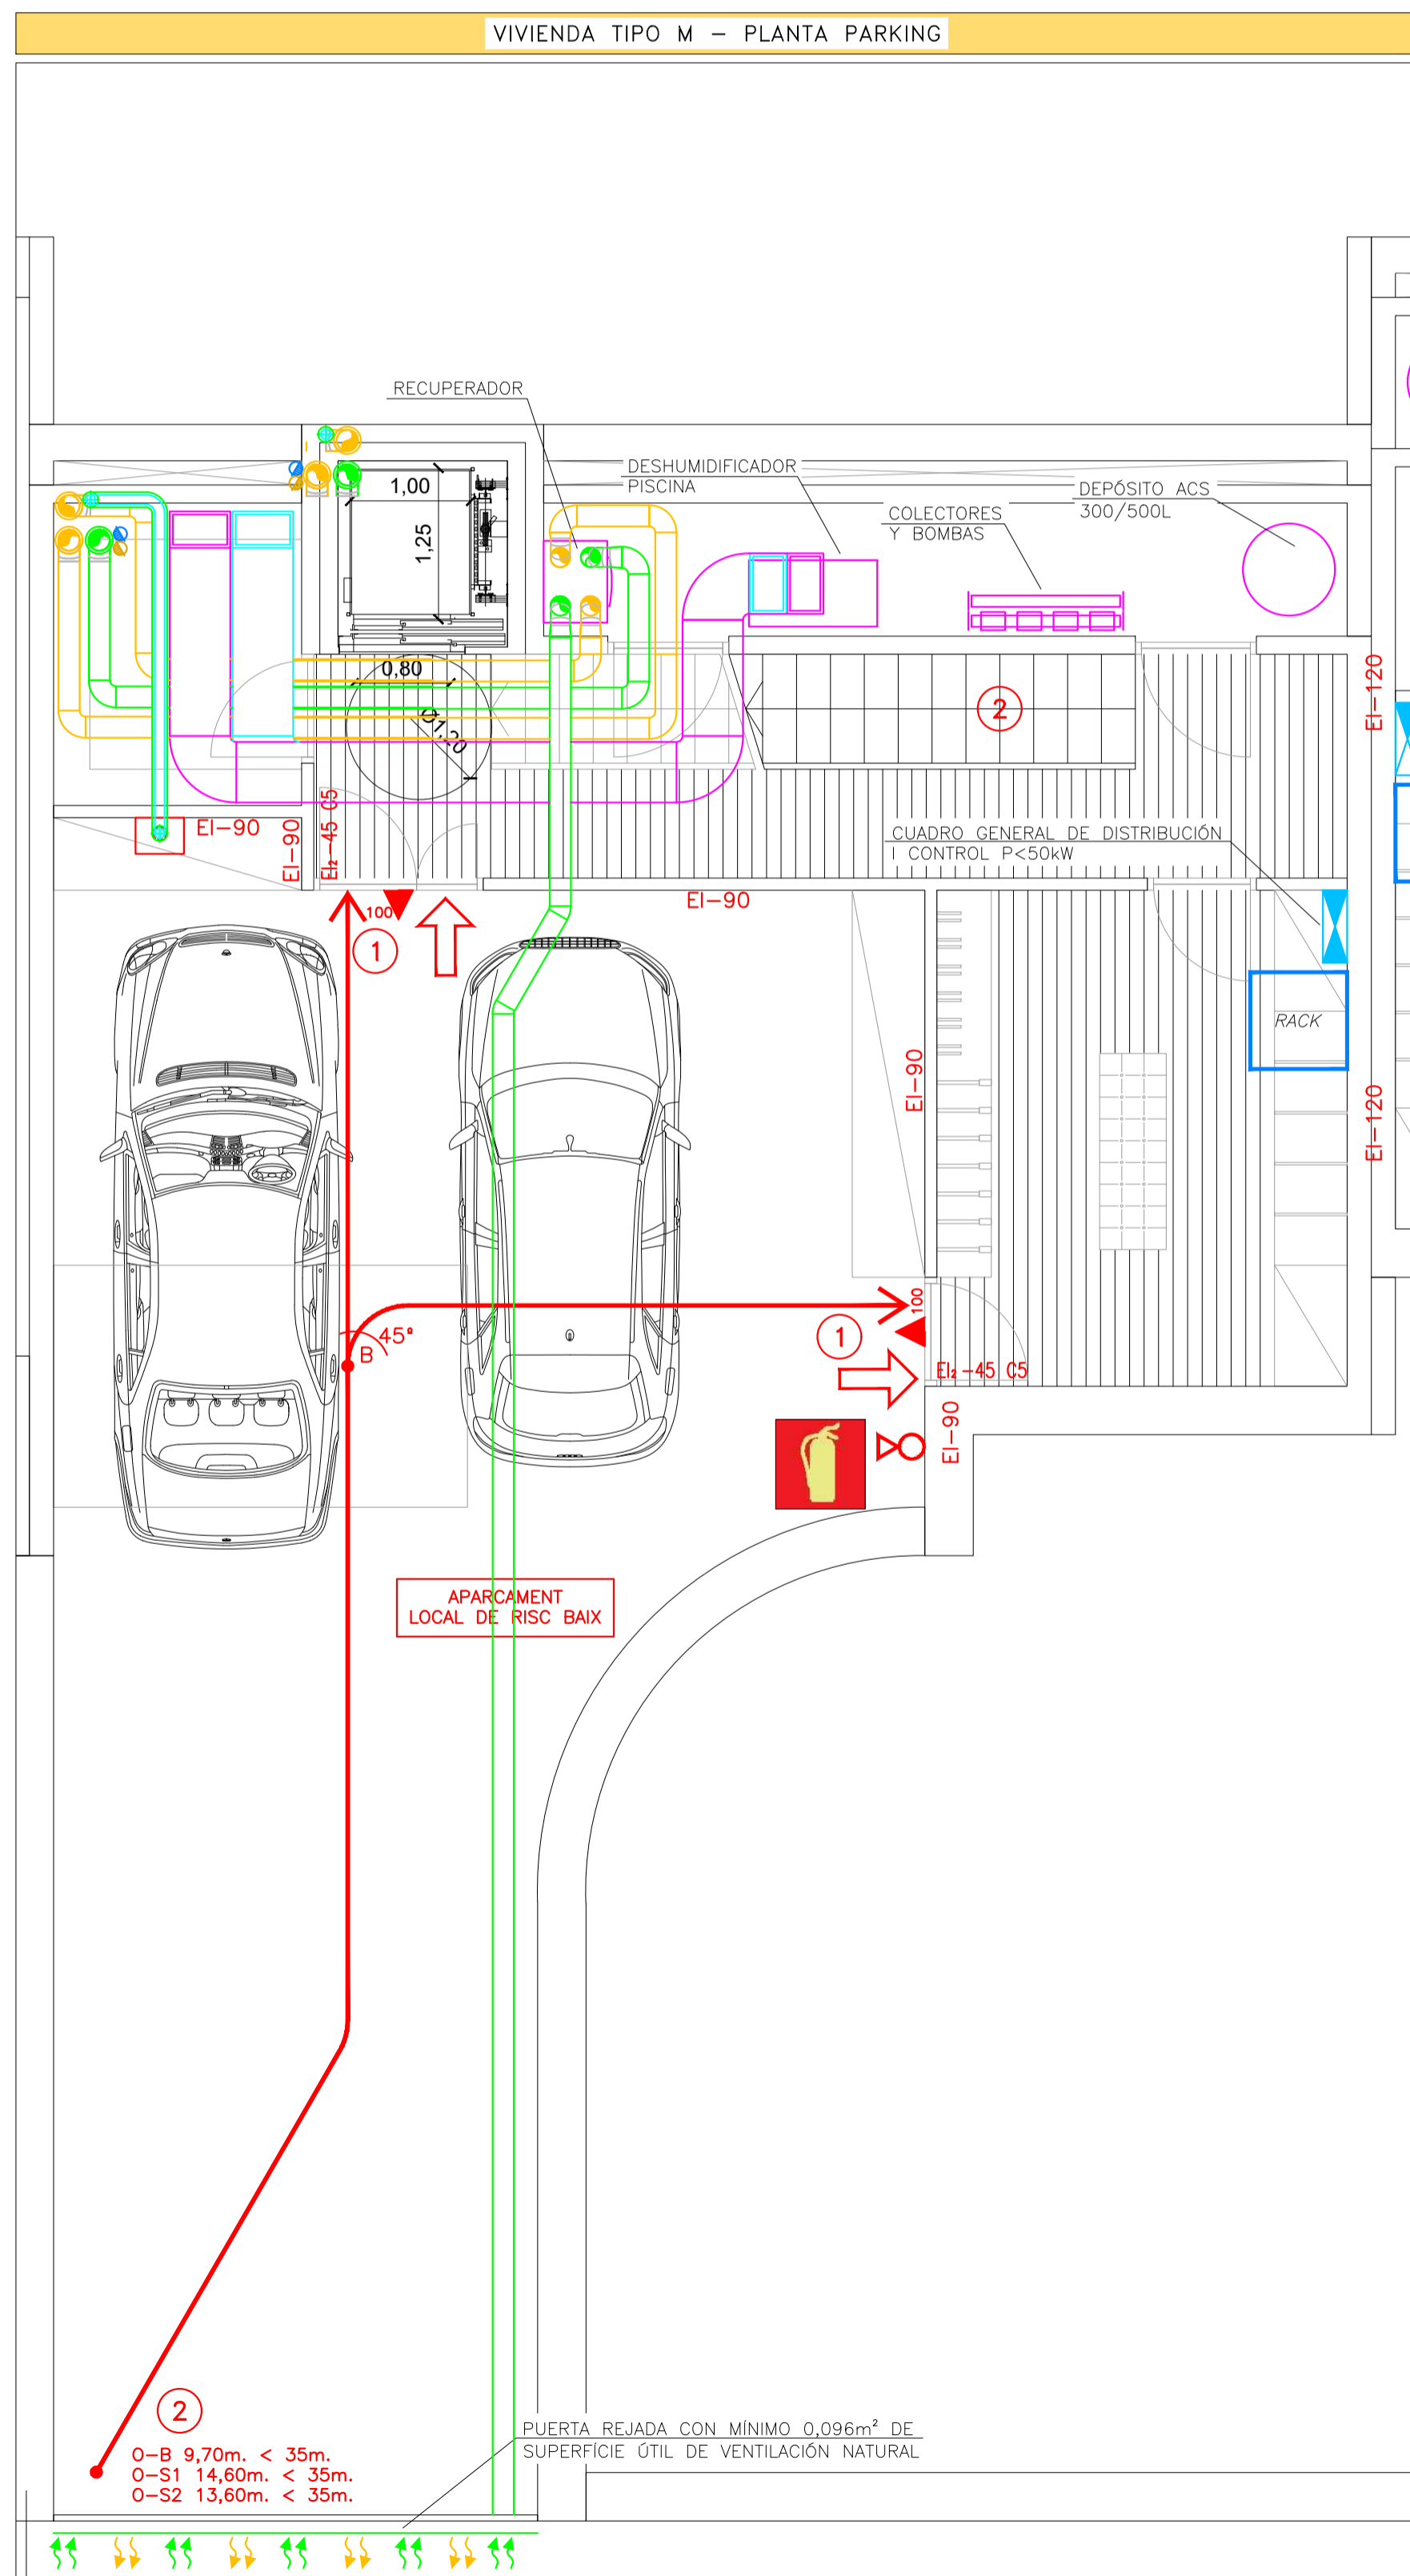 VIVIENDA TIPO M – PLANTA PARKING
RECUPERADOR
DESHUMIDIFICADOR
PISCINA
DEPÓSITO ACS
300/500L
COLECTORES
Y BOMBAS
1,00
1,25
0,80
Ø1,20
2
EI-120
EI-90
EI-90
EI₂-45 C5
CUADRO GENERAL DE DISTRIBUCIÓN
I CONTROL P<50kW
EI-90
100
1
RACK
EI-90
EI-120
100
45°
B
1
EI₂-45 C5
EI-90
APARCAMENT
LOCAL DE RISC BAIX
2
O-B 9,70m. < 35m.
O-S1 14,60m. < 35m.
O-S2 13,60m. < 35m.
PUERTA REJADA CON MÍNIMO 0,096m² DE
SUPERFÍCIE ÚTIL DE VENTILACIÓN NATURAL